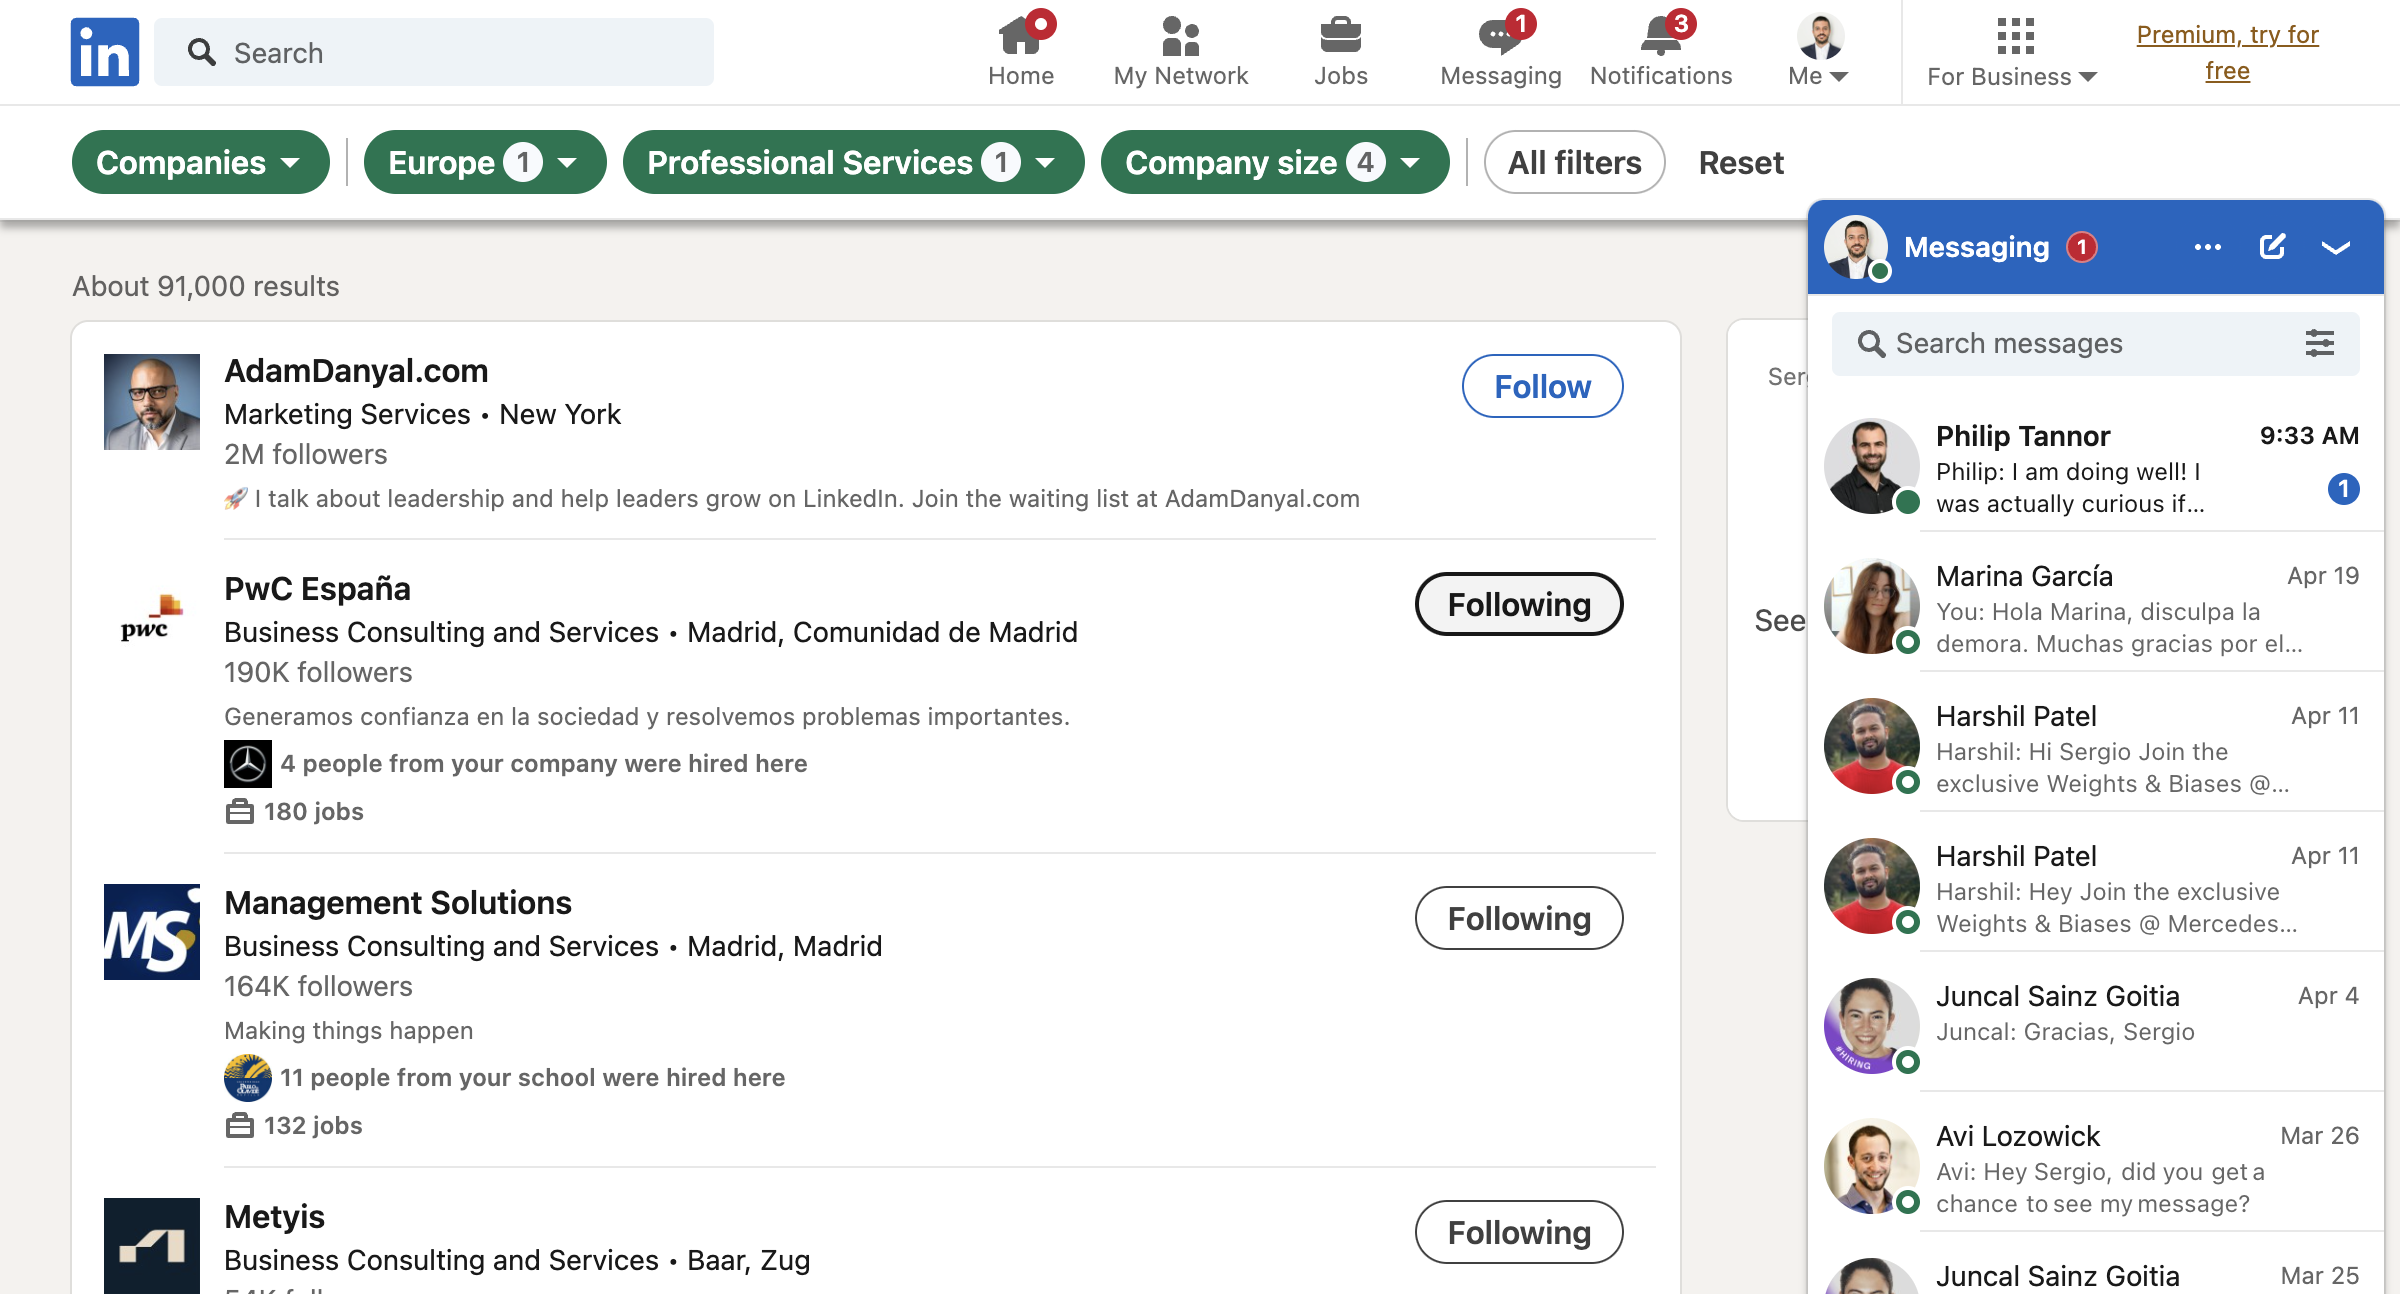 in
Search
Home
My Network
Jobs
1
Messaging
3
Notifications
Me
For Business
Premium, try for
free
Companies
Europe 1
Professional Services 1
Company size 4
All filters
Reset
About 91,000 results
AdamDanyal.com
Marketing Services • New York
2M followers
🚀 I talk about leadership and help leaders grow on LinkedIn. Join the waiting list at AdamDanyal.com
Follow
pwc
PwC España
Business Consulting and Services • Madrid, Comunidad de Madrid
190K followers
Generamos confianza en la sociedad y resolvemos problemas importantes.
4 people from your company were hired here
180 jobs
Following
MS
Management Solutions
Business Consulting and Services • Madrid, Madrid
164K followers
Making things happen
11 people from your school were hired here
132 jobs
Following
Metyis
Business Consulting and Services • Baar, Zug
Following
See
Messaging 1
Search messages
Philip Tannor
9:33 AM
Philip: I am doing well! I
was actually curious if...
1
Marina García
Apr 19
You: Hola Marina, disculpa la
demora. Muchas gracias por el...
Harshil Patel
Apr 11
Harshil: Hi Sergio Join the
exclusive Weights & Biases @...
Harshil Patel
Apr 11
Harshil: Hey Join the exclusive
Weights & Biases @ Mercedes...
#HIRING
Juncal Sainz Goitia
Apr 4
Juncal: Gracias, Sergio
Avi Lozowick
Mar 26
Avi: Hey Sergio, did you get a
chance to see my message?
Juncal Sainz Goitia
Mar 25